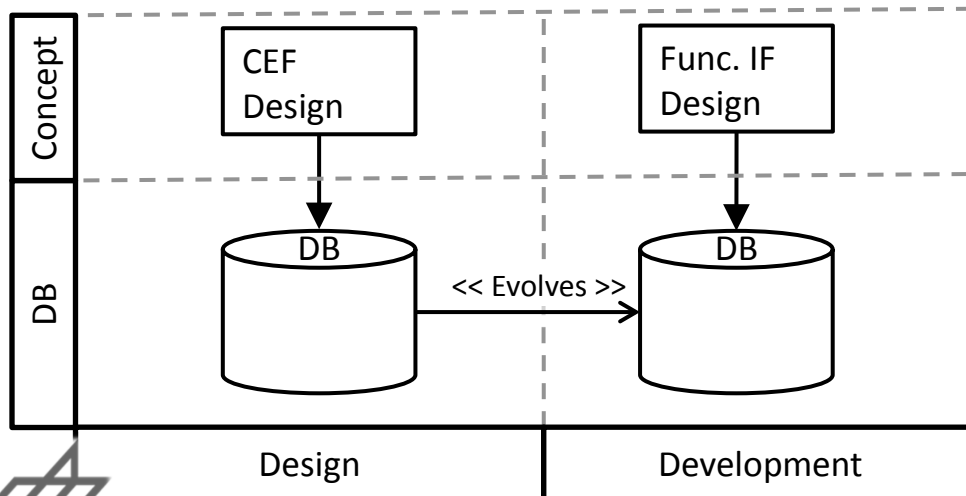 Concept
CEF
Design
Func. IF
Design
DB
DB
DB
<< Evolves >>
Design
Development